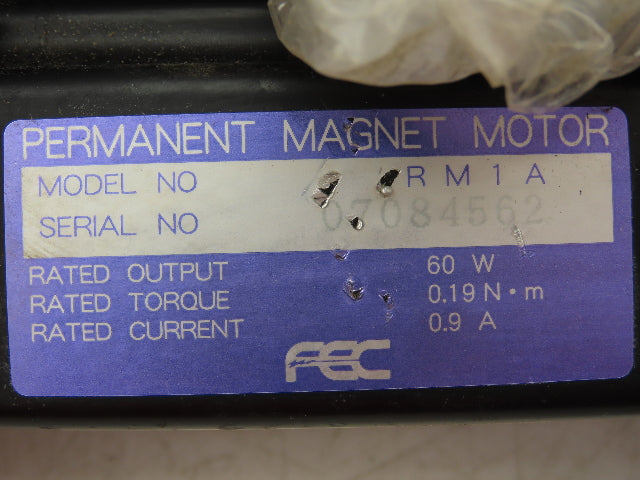 PERMANENT MAGNET MOTOR
MODEL NO RM1A
SERIAL NO 07084562
RATED OUTPUT 60 W
RATED TORQUE 0.19 N・m
RATED CURRENT 0.9 A
FEC